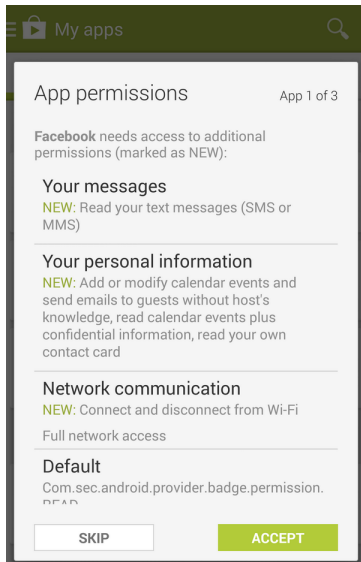 My apps
App permissions
App 1 of 3
Facebook needs access to additional
permissions (marked as NEW):
Your messages
NEW: Read your text messages (SMS or
MMS)
Your personal information
NEW: Add or modify calendar events and
send emails to guests without host's
knowledge, read calendar events plus
confidential information, read your own
contact card
Network communication
NEW: Connect and disconnect from Wi-Fi
Full network access
Default
Com.sec.android.provider.badge.permission.
READ
SKIP
ACCEPT